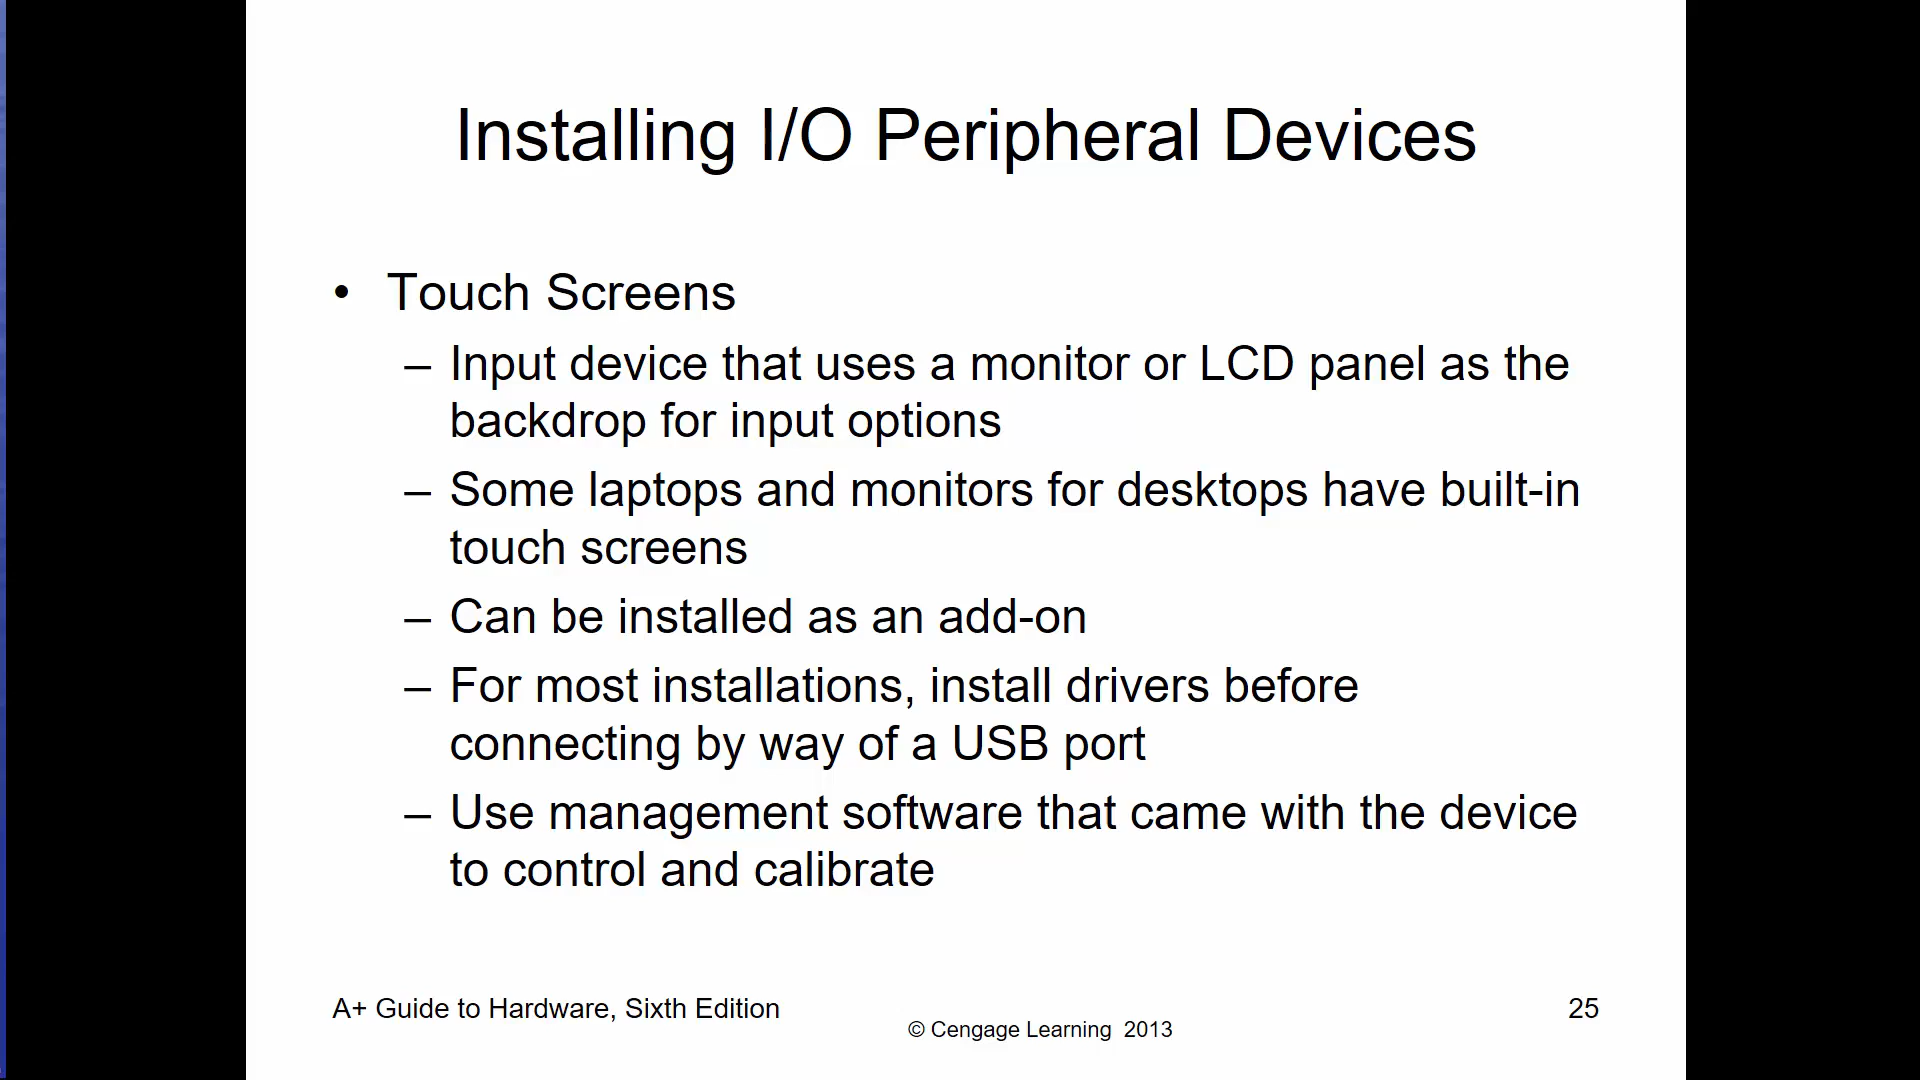 Installing I/O Peripheral Devices
• Touch Screens
– Input device that uses a monitor or LCD panel as the
backdrop for input options
– Some laptops and monitors for desktops have built-in
touch screens
– Can be installed as an add-on
– For most installations, install drivers before
connecting by way of a USB port
– Use management software that came with the device
to control and calibrate
A+ Guide to Hardware, Sixth Edition
© Cengage Learning 2013
25